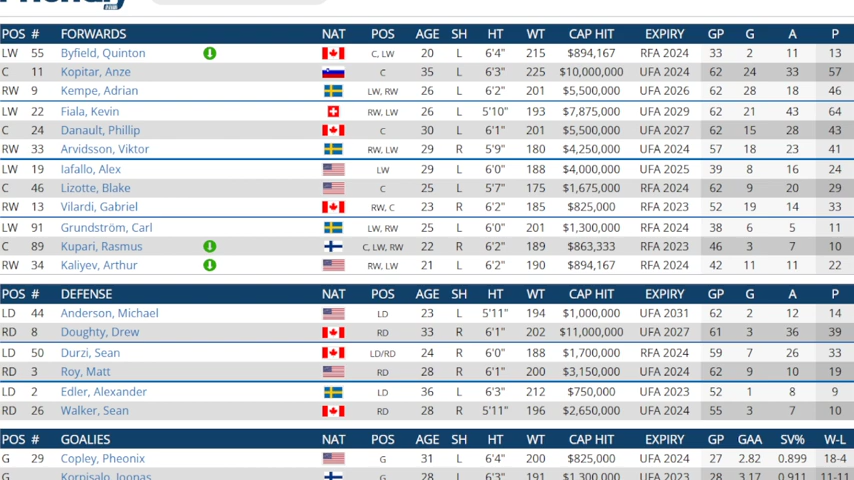 POS # FORWARDS NAT POS AGE SH HT WT CAP HIT EXPIRY GP G A P
LW 55 Byfield, Quinton C, LW 20 L 6'4" 215 $894,167 RFA 2024 33 2 11 13
C 11 Kopitar, Anze C 35 L 6'3" 225 $10,000,000 UFA 2024 62 24 33 57
RW 9 Kempe, Adrian LW, RW 26 L 6'2" 201 $5,500,000 UFA 2026 62 28 18 46
LW 22 Fiala, Kevin RW, LW 26 L 5'10" 193 $7,875,000 UFA 2029 62 21 43 64
C 24 Danault, Phillip C 30 L 6'1" 201 $5,500,000 UFA 2027 62 15 28 43
RW 33 Arvidsson, Viktor RW, LW 29 R 5'9" 180 $4,250,000 UFA 2024 57 18 23 41
LW 19 Iafallo, Alex LW 29 L 6'0" 188 $4,000,000 UFA 2025 39 8 16 24
C 46 Lizotte, Blake C 25 L 5'7" 175 $1,675,000 RFA 2024 62 9 20 29
RW 13 Vilardi, Gabriel RW, C 23 R 6'2" 185 $825,000 RFA 2023 52 19 14 33
LW 91 Grundström, Carl LW, RW 25 L 6'0" 201 $1,300,000 RFA 2024 38 6 5 11
C 89 Kupari, Rasmus C, LW, RW 22 R 6'2" 189 $863,333 RFA 2023 46 3 7 10
RW 34 Kaliyev, Arthur RW, LW 21 L 6'2" 190 $894,167 RFA 2024 42 11 11 22
POS # DEFENSE NAT POS AGE SH HT WT CAP HIT EXPIRY GP G A P
LD 44 Anderson, Michael LD 23 L 5'11" 194 $1,000,000 UFA 2031 62 2 12 14
RD 8 Doughty, Drew RD 33 R 6'1" 202 $11,000,000 UFA 2027 61 3 36 39
LD 50 Durzi, Sean LD/RD 24 R 6'0" 188 $1,700,000 RFA 2024 59 7 26 33
RD 3 Roy, Matt RD 28 R 6'1" 200 $3,150,000 UFA 2024 62 9 10 19
LD 2 Edler, Alexander LD 36 L 6'3" 212 $750,000 UFA 2023 52 1 8 9
RD 26 Walker, Sean RD 28 R 5'11" 196 $2,650,000 UFA 2024 55 3 7 10
POS # GOALIES NAT POS AGE SH HT WT CAP HIT EXPIRY GP GAA SV% W-L
G 29 Copley, Pheonix G 31 L 6'4" 200 $825,000 UFA 2024 27 2.82 0.899 18-4
G Korpisalo, Joonas G 28 L 6'3" 191 $1,300,000 UFA 2023 28 3.17 0.911 11-11